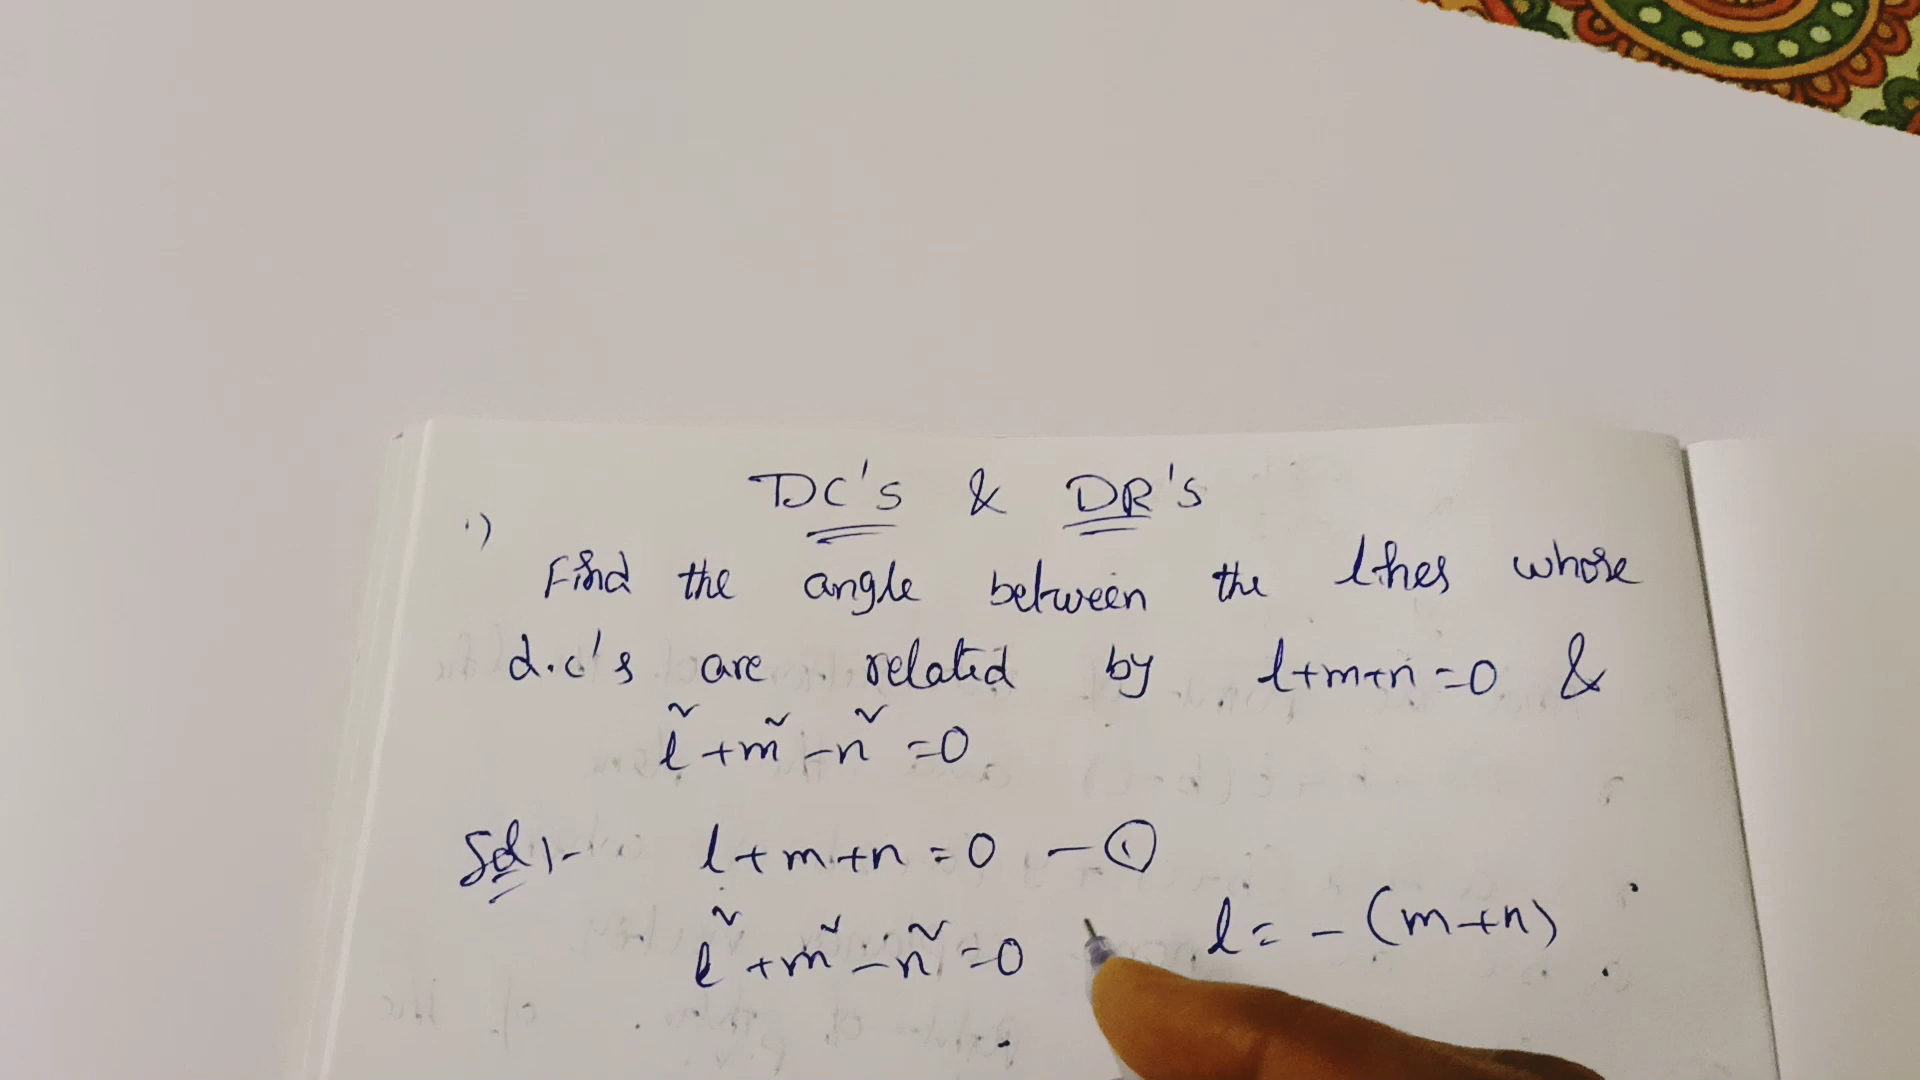 DC's & DR's
1)
Find the angle between the lines whose
d.c's are related by l+m+n=0 &
l²+m²-n²=0
Sol:- l+m+n=0 -①
l²+m²-n²=0 l=-(m+n)